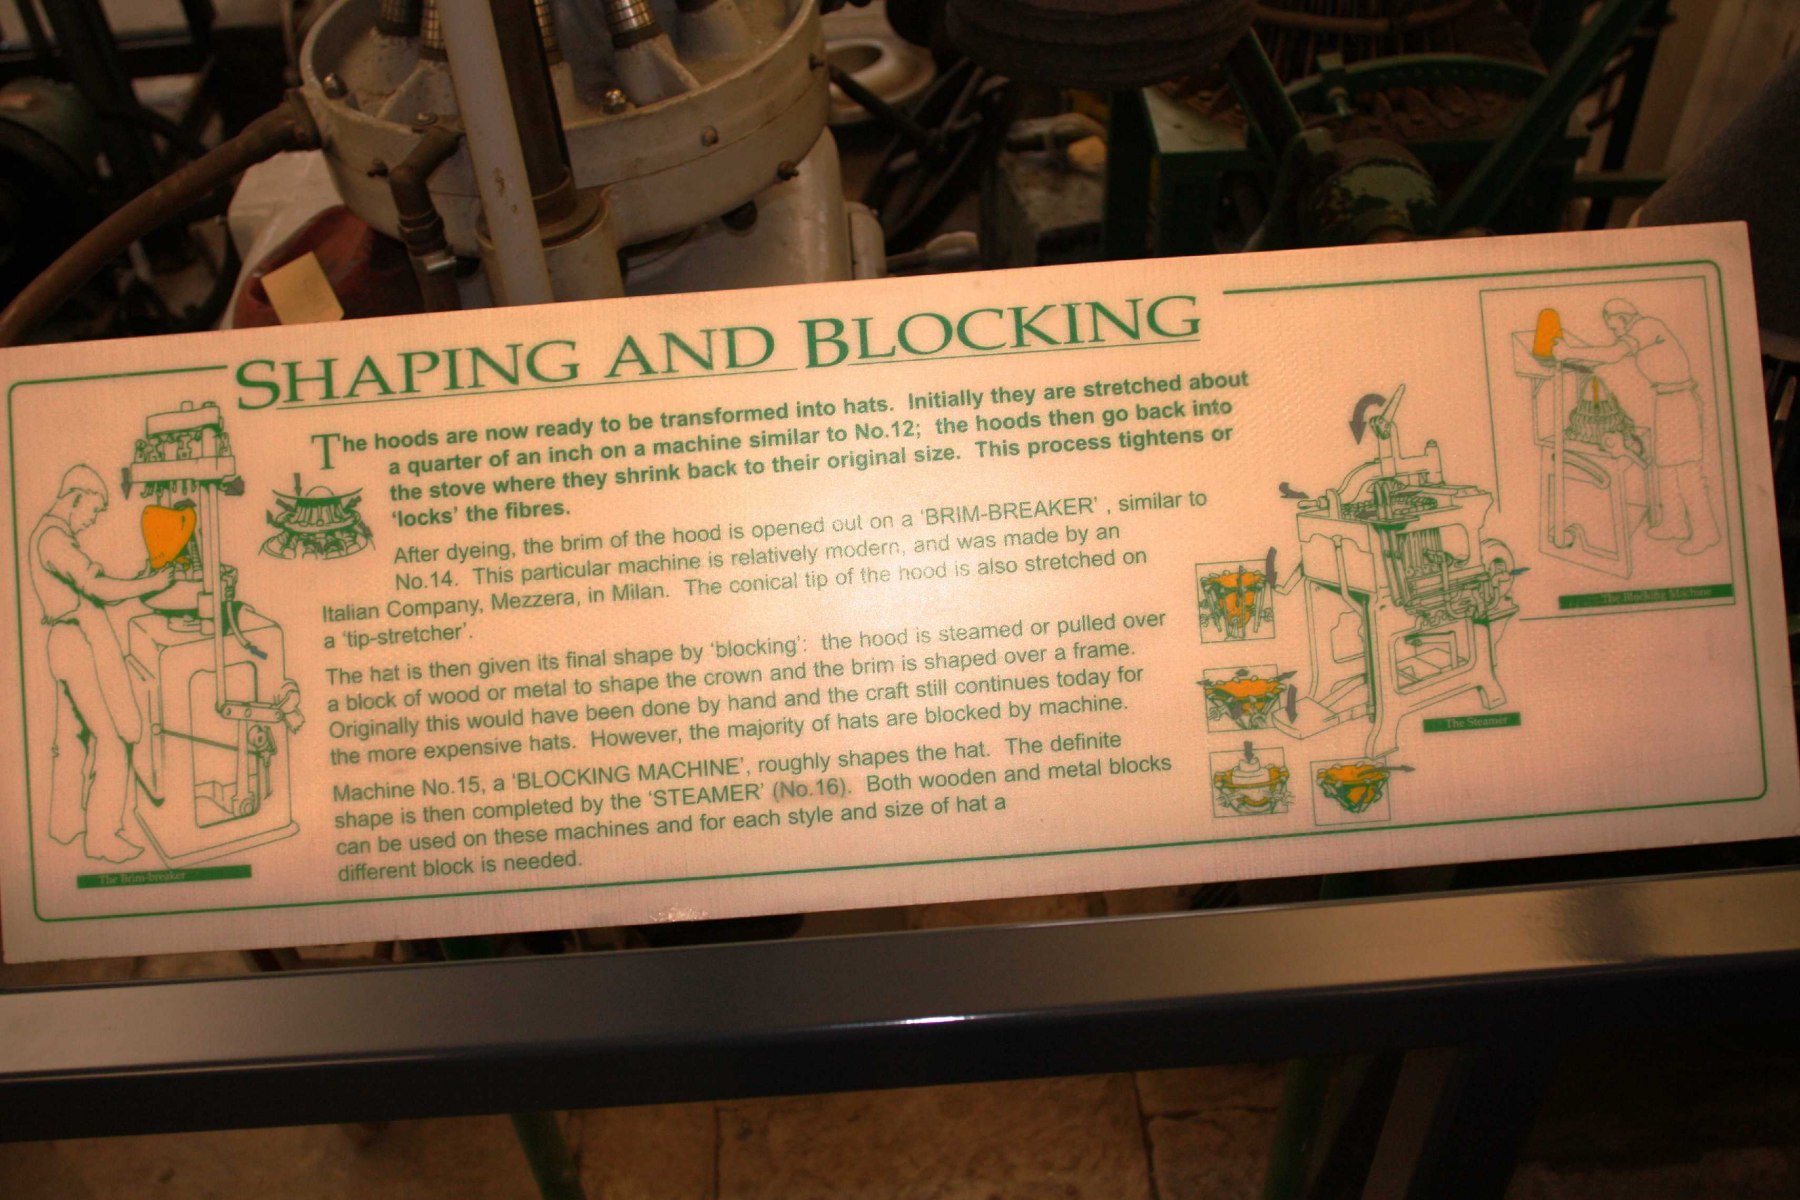 SHAPING AND BLOCKING
The hoods are now ready to be transformed into hats. Initially they are stretched about
a quarter of an inch on a machine similar to No.12; the hoods then go back into
the stove where they shrink back to their original size. This process tightens or
'locks' the fibres.
After dyeing, the brim of the hood is opened out on a 'BRIM-BREAKER' , similar to
No.14. This particular machine is relatively modern, and was made by an
Italian Company, Mezzera, in Milan. The conical tip of the hood is also stretched on
a 'tip-stretcher'.
The hat is then given its final shape by 'blocking': the hood is steamed or pulled over
a block of wood or metal to shape the crown and the brim is shaped over a frame.
Originally this would have been done by hand and the craft still continues today for
the more expensive hats. However, the majority of hats are blocked by machine.
Machine No.15, a 'BLOCKING MACHINE', roughly shapes the hat. The definite
shape is then completed by the 'STEAMER' (No.16). Both wooden and metal blocks
can be used on these machines and for each style and size of hat a
different block is needed.
The Brim-breaker
The Steamer
The Blocking Machine